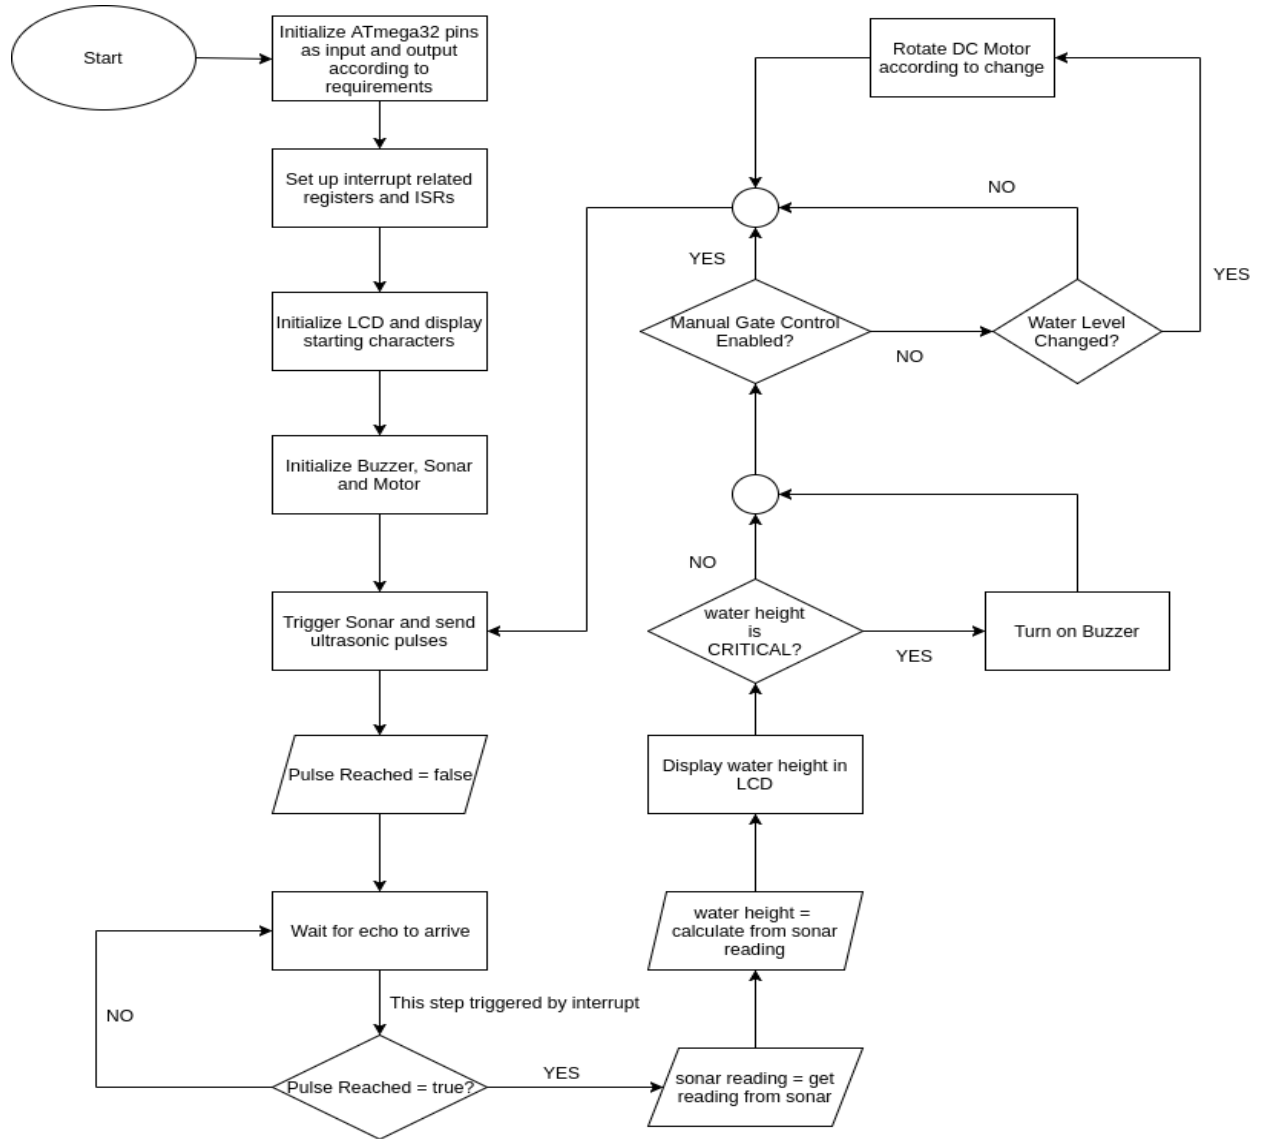 Start
Initialize ATmega32 pins
as input and output
according to
requirements
Set up interrupt related
registers and ISRs
Initialize LCD and display
starting characters
Initialize Buzzer, Sonar
and Motor
Trigger Sonar and send
ultrasonic pulses
Pulse Reached = false
Wait for echo to arrive
This step triggered by interrupt
NO
Pulse Reached = true?
YES
sonar reading = get
reading from sonar
water height =
calculate from sonar
reading
Display water height in
LCD
water height
is
CRITICAL?
YES
Turn on Buzzer
NO
Manual Gate Control
Enabled?
YES
NO
Water Level
Changed?
NO
YES
Rotate DC Motor
according to change